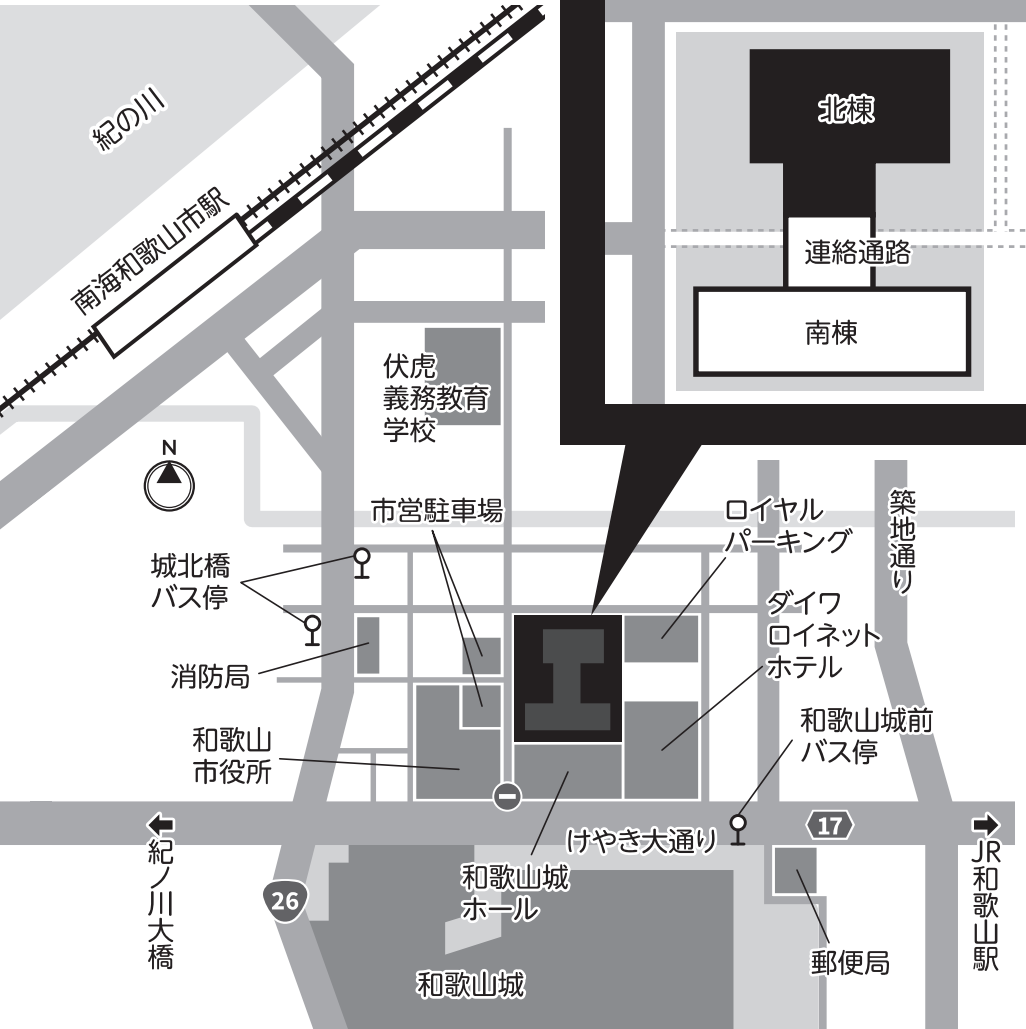 紀の川
南海和歌山市駅
北棟
連絡通路
南棟
伏虎
義務教育
学校
N
市営駐車場
ロイヤル
パーキング
築地通り
城北橋
バス停
ダイワ
ロイネット
ホテル
消防局
和歌山
市役所
和歌山城前
バス停
けやき大通り
17
紀ノ川大橋
JR和歌山駅
26
和歌山城
ホール
郵便局
和歌山城